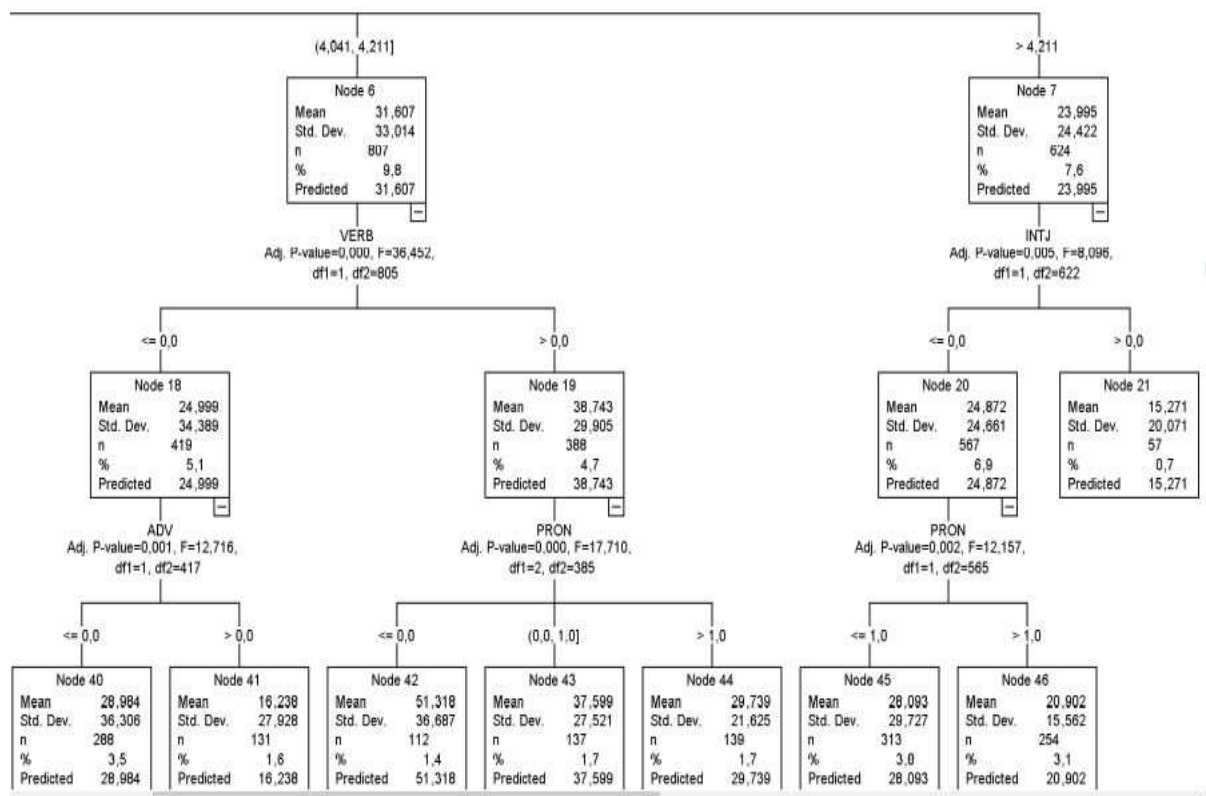 (4,041, 4,211]
> 4,211
Node 6
Mean 31,607
Std. Dev. 33,014
n 807
% 9,8
Predicted 31,607
Node 7
Mean 23,995
Std. Dev. 24,422
n 624
% 7,6
Predicted 23,995
VERB
Adj. P-value=0,000, F=36,452,
df1=1, df2=805
INTJ
Adj. P-value=0,005, F=8,096,
df1=1, df2=622
<= 0,0
> 0,0
<= 0,0
> 0,0
Node 18
Mean 24,999
Std. Dev. 34,389
n 419
% 5,1
Predicted 24,999
Node 19
Mean 38,743
Std. Dev. 29,905
n 388
% 4,7
Predicted 38,743
Node 20
Mean 24,872
Std. Dev. 24,661
n 567
% 6,9
Predicted 24,872
Node 21
Mean 15,271
Std. Dev. 20,071
n 57
% 0,7
Predicted 15,271
ADV
Adj. P-value=0,001, F=12,716,
df1=1, df2=417
PRON
Adj. P-value=0,000, F=17,710,
df1=2, df2=385
PRON
Adj. P-value=0,002, F=12,157,
df1=1, df2=565
<= 0,0
> 0,0
<= 0,0
(0,0, 1,0]
> 1,0
<= 1,0
> 1,0
Node 40
Mean 28,984
Std. Dev. 36,306
n 288
% 3,5
Predicted 28,984
Node 41
Mean 16,238
Std. Dev. 27,928
n 131
% 1,6
Predicted 16,238
Node 42
Mean 51,318
Std. Dev. 36,687
n 112
% 1,4
Predicted 51,318
Node 43
Mean 37,599
Std. Dev. 27,521
n 137
% 1,7
Predicted 37,599
Node 44
Mean 29,739
Std. Dev. 21,625
n 139
% 1,7
Predicted 29,739
Node 45
Mean 28,093
Std. Dev. 29,727
n 313
% 3,8
Predicted 28,093
Node 46
Mean 20,902
Std. Dev. 15,562
n 254
% 3,1
Predicted 20,902